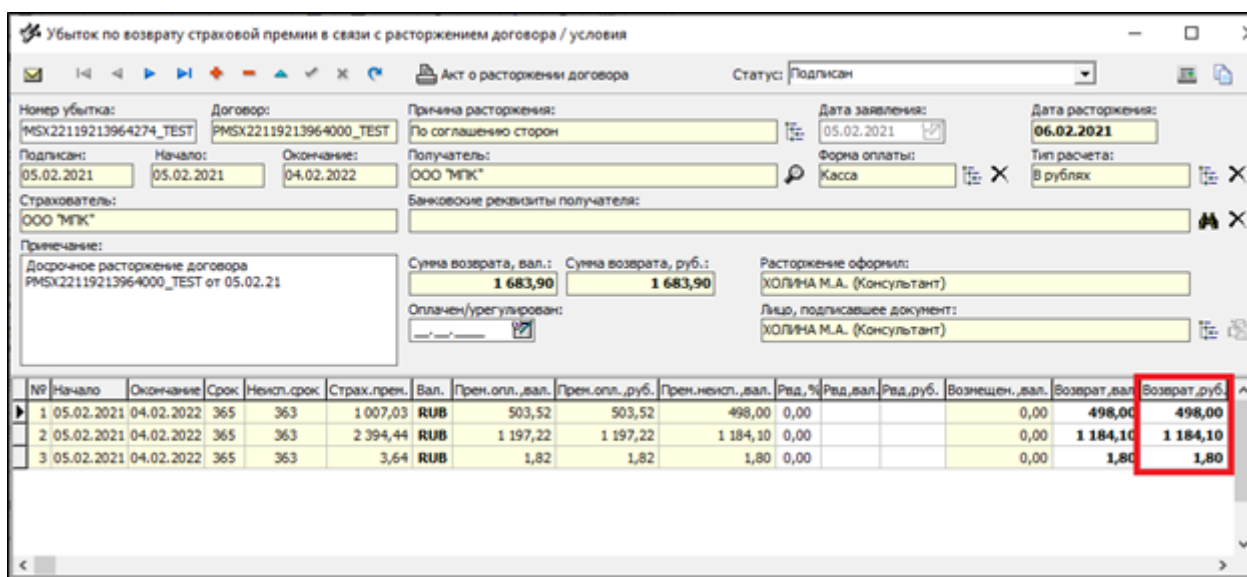 Убыток по возврату страховой премии в связи с расторжением договора / условия
Акт о расторжении договора Статус: Подписан
Номер убытка: Договор: Причина расторжения: Дата заявления: Дата расторжения:
MSX22119213964274_TEST PMSX22119213964000_TEST По соглашению сторон 05.02.2021 06.02.2021
Подписан: Начало: Окончание: Получатель: Форма оплаты: Тип расчета:
05.02.2021 05.02.2021 04.02.2022 ООО "МПК" Касса В рублях
Страхователь: Банковские реквизиты получателя:
ООО "МПК"
Примечание:
Досрочное расторжение договора
PMSX22119213964000_TEST от 05.02.21
Сумма возврата, вал.: Сумма возврата, руб.: Расторжение оформил:
1 683,90 1 683,90 ХОЛИНА М.А. (Консультант)
Оплачен/урегулирован: Лицо, подписавшее документ:
__.__.____ ХОЛИНА М.А. (Консультант)
№ Начало Окончание Срок Неисп.срок Страх.прен. Вал. Прен.опл.,вал. Прен.опл.,руб. Прен.неисп.,вал. Рвд,% Рвд,вал. Рвд,руб. Возмещен.,вал. Возврат,вал Возврат,руб.
1 05.02.2021 04.02.2022 365 363 1 007,03 RUB 503,52 503,52 498,00 0,00 0,00 498,00 498,00
2 05.02.2021 04.02.2022 365 363 2 394,44 RUB 1 197,22 1 197,22 1 184,10 0,00 0,00 1 184,10 1 184,10
3 05.02.2021 04.02.2022 365 363 3,64 RUB 1,82 1,82 1,80 0,00 0,00 1,80 1,80